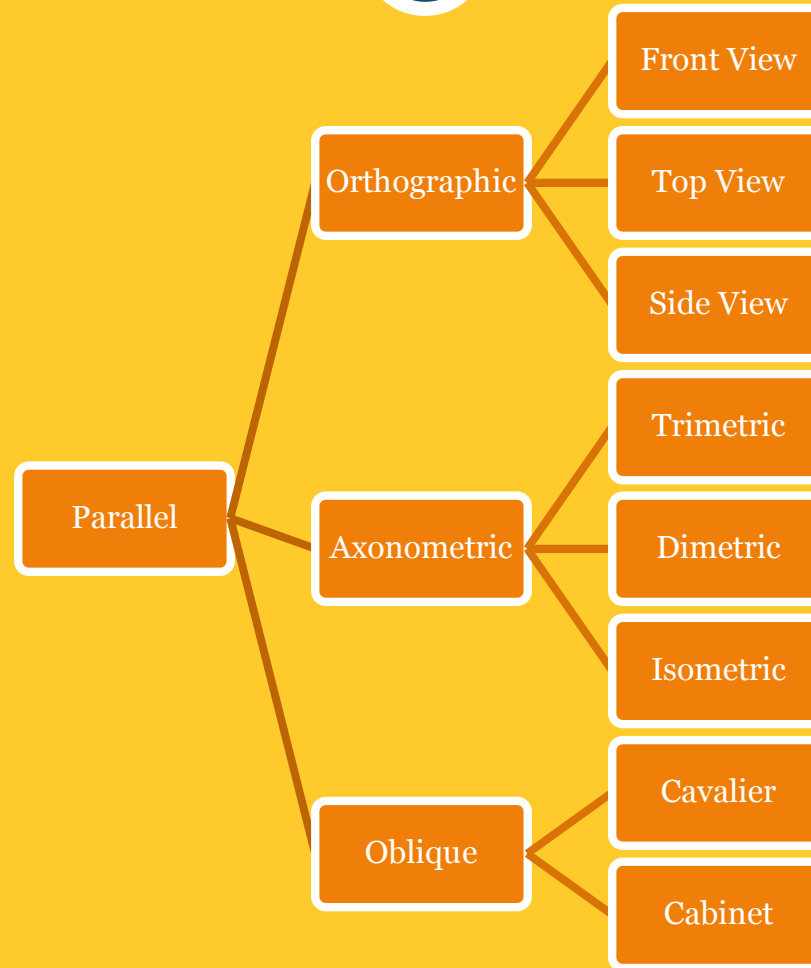 Front View
Orthographic
Top View
Side View
Trimetric
Parallel
Axonometric
Dimetric
Isometric
Cavalier
Oblique
Cabinet